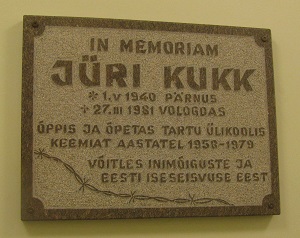 IN MEMORIAM
JÜRI KUKK
* 1.V 1940 PÄRNUS
+ 27.III 1981 VOLOGDAS
ÕPPIS JA ÕPETAS TARTU ÜLIKOOLIS
KEEMIAT AASTATEL 1958-1979
VÕITLES INIMÕIGUSTE JA
EESTI ISESEISVUSE EEST